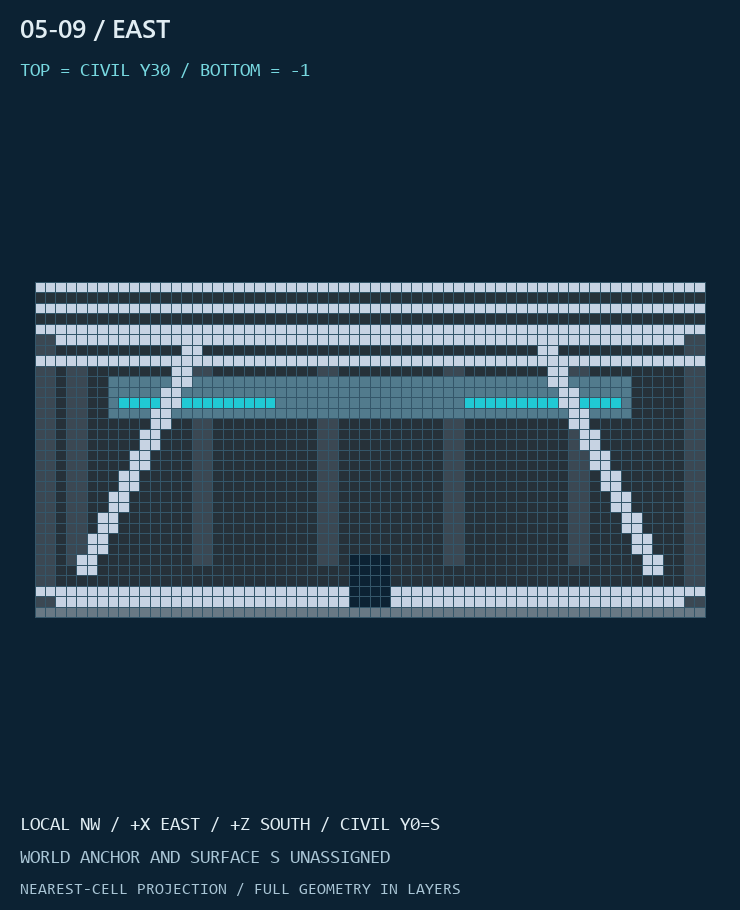 05-09 / EAST
TOP = CIVIL Y30 / BOTTOM = -1
LOCAL NW / +X EAST / +Z SOUTH / CIVIL Y0=S
WORLD ANCHOR AND SURFACE S UNASSIGNED
NEAREST-CELL PROJECTION / FULL GEOMETRY IN LAYERS